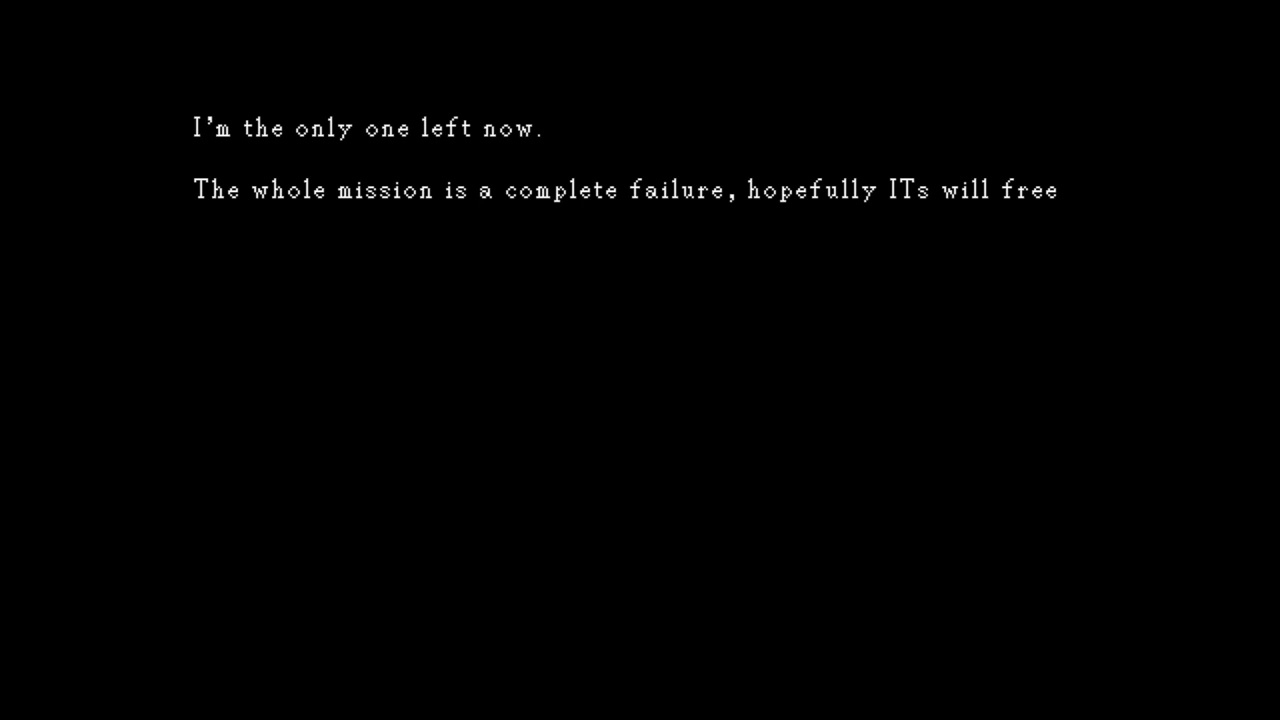 I'm the only one left now.
The whole mission is a complete failure, hopefully ITs will free